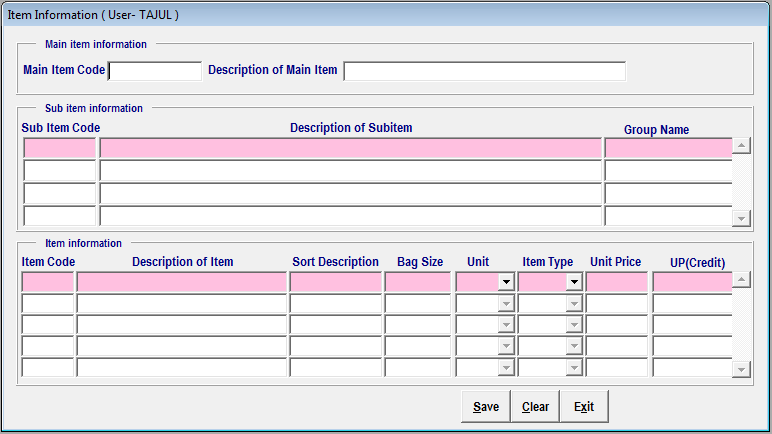 Item Information ( User- TAJUL )
Main item information
Main Item Code Description of Main Item
Sub item information
Sub Item Code Description of Subitem Group Name
Item information
Item Code Description of Item Sort Description Bag Size Unit Item Type Unit Price UP(Credit)
Save Clear Exit